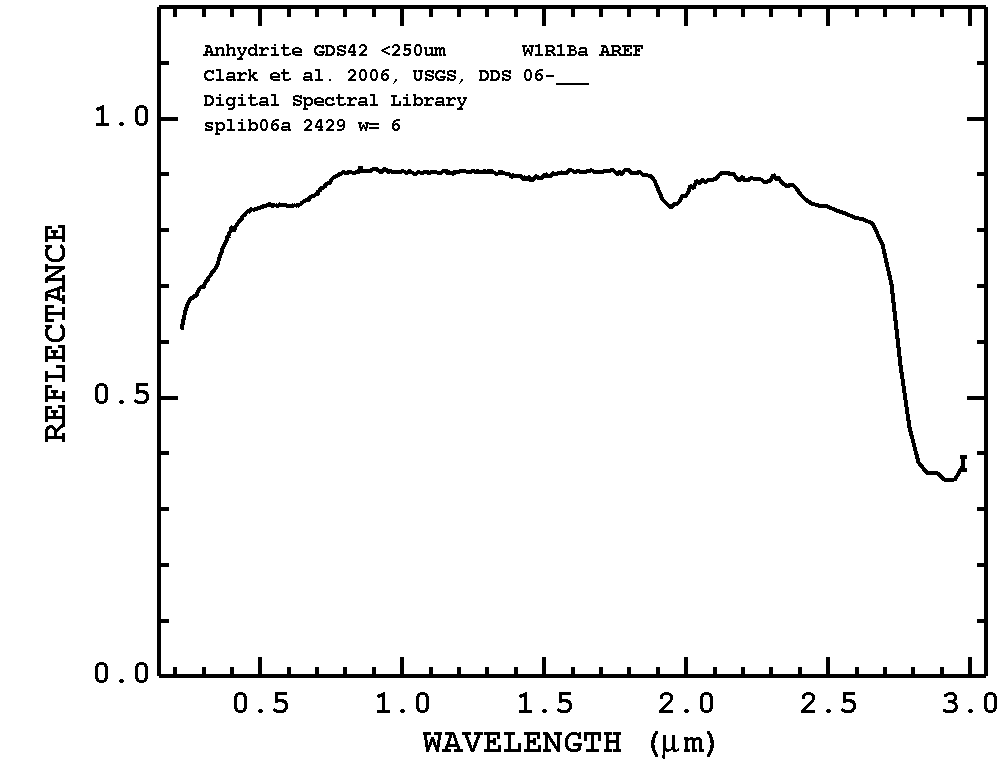 Anhydrite GDS42 <250um W1R1Ba AREF
Clark et al. 2006, USGS, DDS 06-___
Digital Spectral Library
splib06a 2429 w= 6
1.0
0.5
0.0
REFLECTANCE
0.5 1.0 1.5 2.0 2.5 3.0
WAVELENGTH (μm)